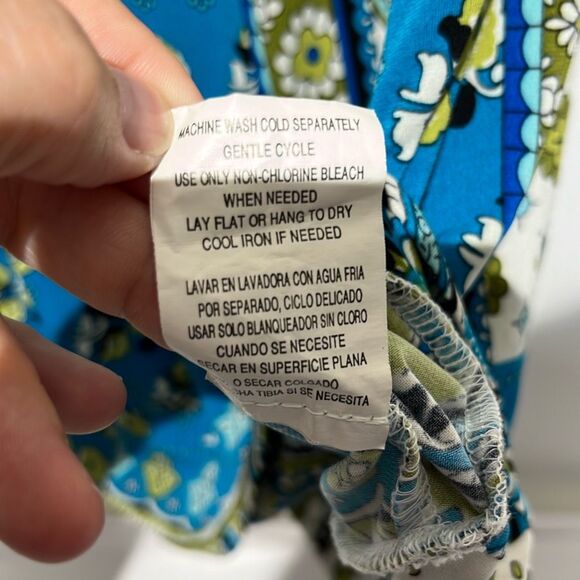 MACHINE WASH COLD SEPARATELY
GENTLE CYCLE
USE ONLY NON-CHLORINE BLEACH
WHEN NEEDED
LAY FLAT OR HANG TO DRY
COOL IRON IF NEEDED
LAVAR EN LAVADORA CON AGUA FRIA
POR SEPARADO, CICLO DELICADO
USAR SOLO BLANQUEADOR SIN CLORO
CUANDO SE NECESITE
SECAR EN SUPERFICIE PLANA
O SECAR COLGADO
TIBIA SI SE NECESITA